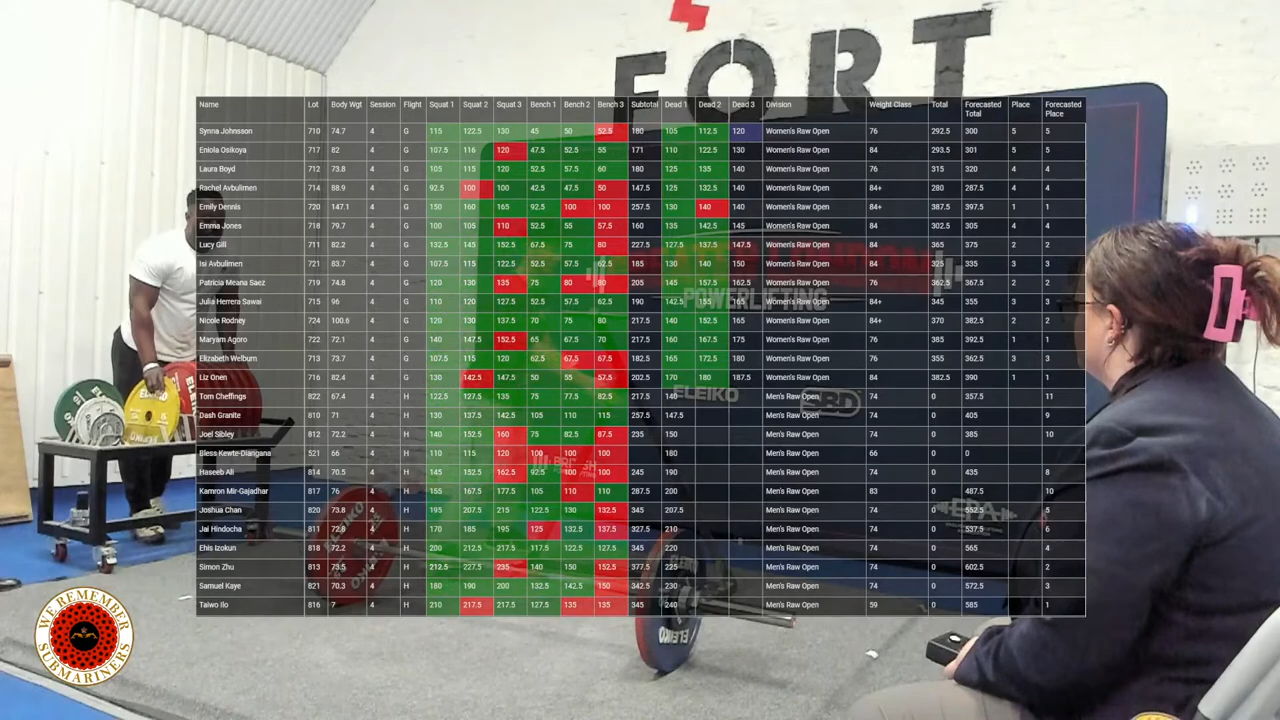 FORT
Name Lot Body Wgt Session Flight Squat 1 Squat 2 Squat 3 Bench 1 Bench 2 Bench 3 Subtotal Dead 1 Dead 2 Dead 3 Division Weight Class Total Forecasted Total Place Forecasted Place
Synna Johnsson 710 74.7 4 G 115 122.5 130 45 50 52.5 180 105 112.5 120 Women's Raw Open 76 292.5 300 5 5
Eniola Osikoya 717 82 4 G 107.5 116 120 47.5 52.5 55 171 110 122.5 130 Women's Raw Open 84 293.5 301 5 5
Laura Boyd 712 73.8 4 G 105 115 120 52.5 57.5 60 180 125 135 140 Women's Raw Open 76 315 320 4 4
Rachel Avbulimen 714 88.9 4 G 92.5 100 100 42.5 47.5 50 147.5 125 132.5 140 Women's Raw Open 84+ 280 287.5 4 4
Emily Dennis 720 147.1 4 G 150 160 165 92.5 100 100 257.5 130 140 140 Women's Raw Open 84+ 387.5 397.5 1 1
Emma Jones 718 79.7 4 G 100 105 110 52.5 55 57.5 160 135 142.5 145 Women's Raw Open 84 302.5 305 4 4
Lucy Gill 711 82.2 4 G 132.5 145 152.5 67.5 75 80 227.5 127.5 137.5 147.5 Women's Raw Open 84 365 375 2 2
Isi Avbulimen 721 83.7 4 G 107.5 115 122.5 52.5 57.5 62.5 185 130 140 150 Women's Raw Open 84 325 335 3 3
Patricia Meana Saez 719 74.8 4 G 120 130 135 75 80 80 205 145 157.5 162.5 Women's Raw Open 76 362.5 367.5 2 2
Julia Herrera Sawai 715 96 4 G 110 120 127.5 52.5 57.5 62.5 190 142.5 155 165 Women's Raw Open 84+ 345 355 3 3
Nicole Rodney 724 100.6 4 G 120 130 137.5 70 75 80 217.5 140 152.5 165 Women's Raw Open 84+ 370 382.5 2 2
Maryam Agoro 722 72.1 4 G 140 147.5 152.5 65 67.5 70 217.5 160 167.5 175 Women's Raw Open 76 385 392.5 1 1
Elizabeth Welburn 713 73.7 4 G 107.5 115 120 62.5 67.5 67.5 182.5 165 172.5 180 Women's Raw Open 76 355 362.5 3 3
Liz Onen 716 82.4 4 G 130 142.5 147.5 50 55 57.5 202.5 170 180 187.5 Women's Raw Open 84 382.5 390 1 1
Tom Cheffings 822 67.4 4 H 122.5 127.5 135 75 77.5 82.5 217.5 140 Men's Raw Open 74 0 357.5 11
Dash Granite 810 71 4 H 130 137.5 142.5 105 110 115 257.5 147.5 Men's Raw Open 74 0 405 9
Joel Sibley 812 72.2 4 H 140 152.5 160 75 82.5 87.5 235 150 Men's Raw Open 74 0 385 10
Bless Kewte-Diangana 521 66 4 H 110 115 120 100 100 100 180 Men's Raw Open 66 0 0
Haseeb Ali 814 70.5 4 H 145 152.5 162.5 92.5 100 100 245 190 Men's Raw Open 74 0 435 8
Kamron Mir-Gajadhar 817 76 4 H 155 167.5 177.5 105 110 110 287.5 200 Men's Raw Open 83 0 487.5 10
Joshua Chan 820 73.8 4 H 195 207.5 215 122.5 130 132.5 345 207.5 Men's Raw Open 74 0 552.5 5
Jai Hindocha 811 72.8 4 H 170 185 195 125 132.5 137.5 327.5 210 Men's Raw Open 74 0 537.5 6
Ehis Izokun 818 72.2 4 H 200 212.5 217.5 117.5 122.5 127.5 345 220 Men's Raw Open 74 0 565 4
Simon Zhu 813 73.5 4 H 212.5 227.5 235 140 150 152.5 377.5 225 Men's Raw Open 74 0 602.5 2
Samuel Kaye 821 70.3 4 H 180 190 200 132.5 142.5 150 342.5 230 Men's Raw Open 74 0 572.5 3
Taiwo Ilo 816 7 4 H 210 217.5 217.5 127.5 135 135 345 240 Men's Raw Open 59 0 585 1
POWERLIFTING
ELEIKO
SBD
EPA
ELEIKO
ELEIKO
WE REMEMBER
SUBMARINERS